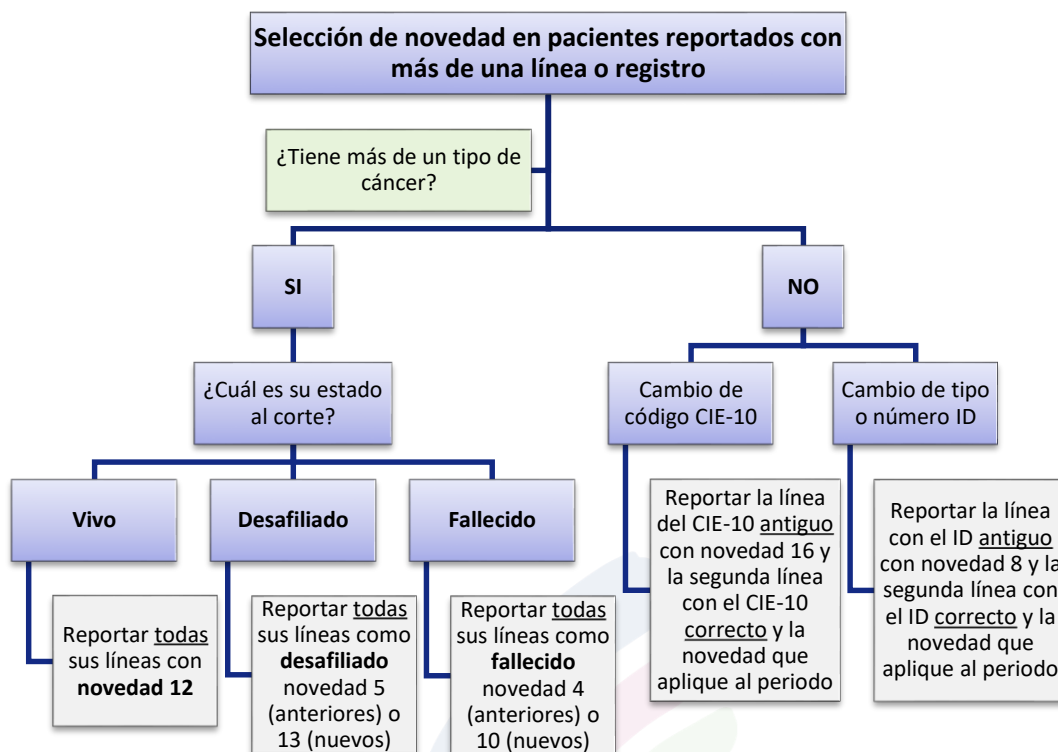 Selección de novedad en pacientes reportados con
más de una línea o registro
¿Tiene más de un tipo de
cáncer?
SI
NO
¿Cuál es su estado
al corte?
Cambio de
código CIE-10
Cambio de tipo
o número ID
Vivo
Desafiliado
Fallecido
Reportar todas
sus líneas con
novedad 12
Reportar todas
sus líneas como
desafiliado
novedad 5
(anteriores) o
13 (nuevos)
Reportar todas
sus líneas como
fallecido
novedad 4
(anteriores) o
10 (nuevos)
Reportar la línea
del CIE-10 antiguo
con novedad 16 y
la segunda línea
con el CIE-10
correcto y la
novedad que
aplique al periodo
Reportar la línea
con el ID antiguo
con novedad 8 y la
segunda línea con
el ID correcto y la
novedad que
aplique al periodo